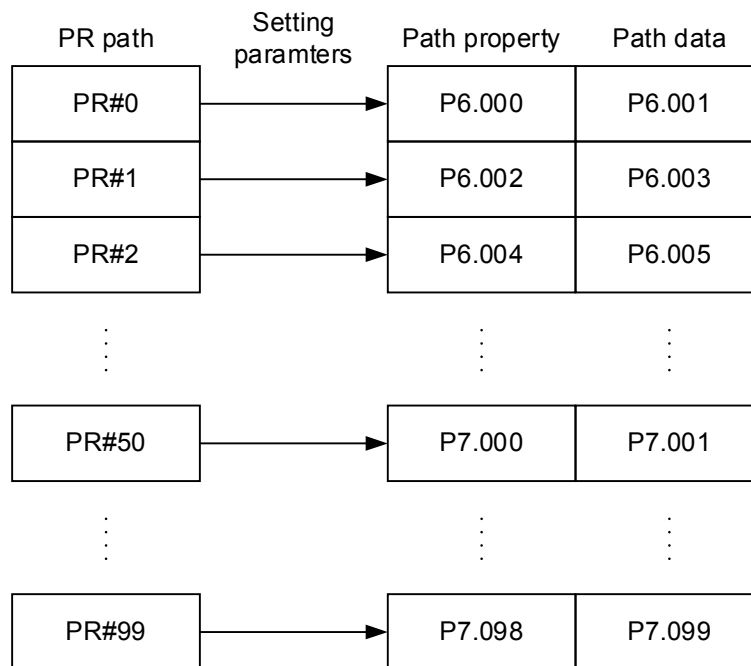 PR path Setting paramters Path property Path data
PR#0 P6.000 P6.001
PR#1 P6.002 P6.003
PR#2 P6.004 P6.005
PR#50 P7.000 P7.001
PR#99 P7.098 P7.099